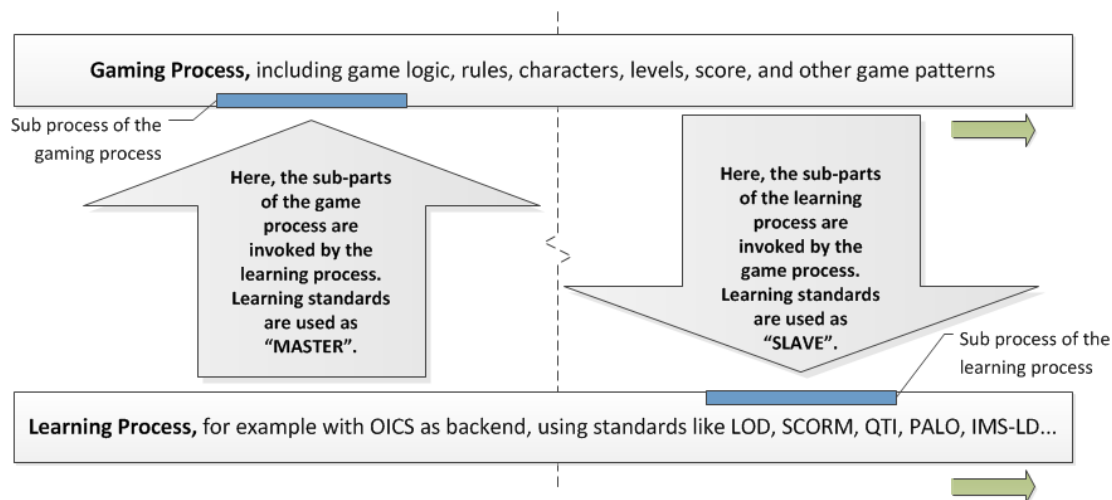 Gaming Process, including game logic, rules, characters, levels, score, and other game patterns
Sub process of the
gaming process
Here, the sub-parts
of the game
process are
invoked by the
learning process.
Learning standards
are used as
“MASTER”.
Here, the sub-parts
of the learning
process are
invoked by the
game process.
Learning standards
are used as
“SLAVE”.
Sub process of the
learning process
Learning Process, for example with OICS as backend, using standards like LOD, SCORM, QTI, PALO, IMS-LD...